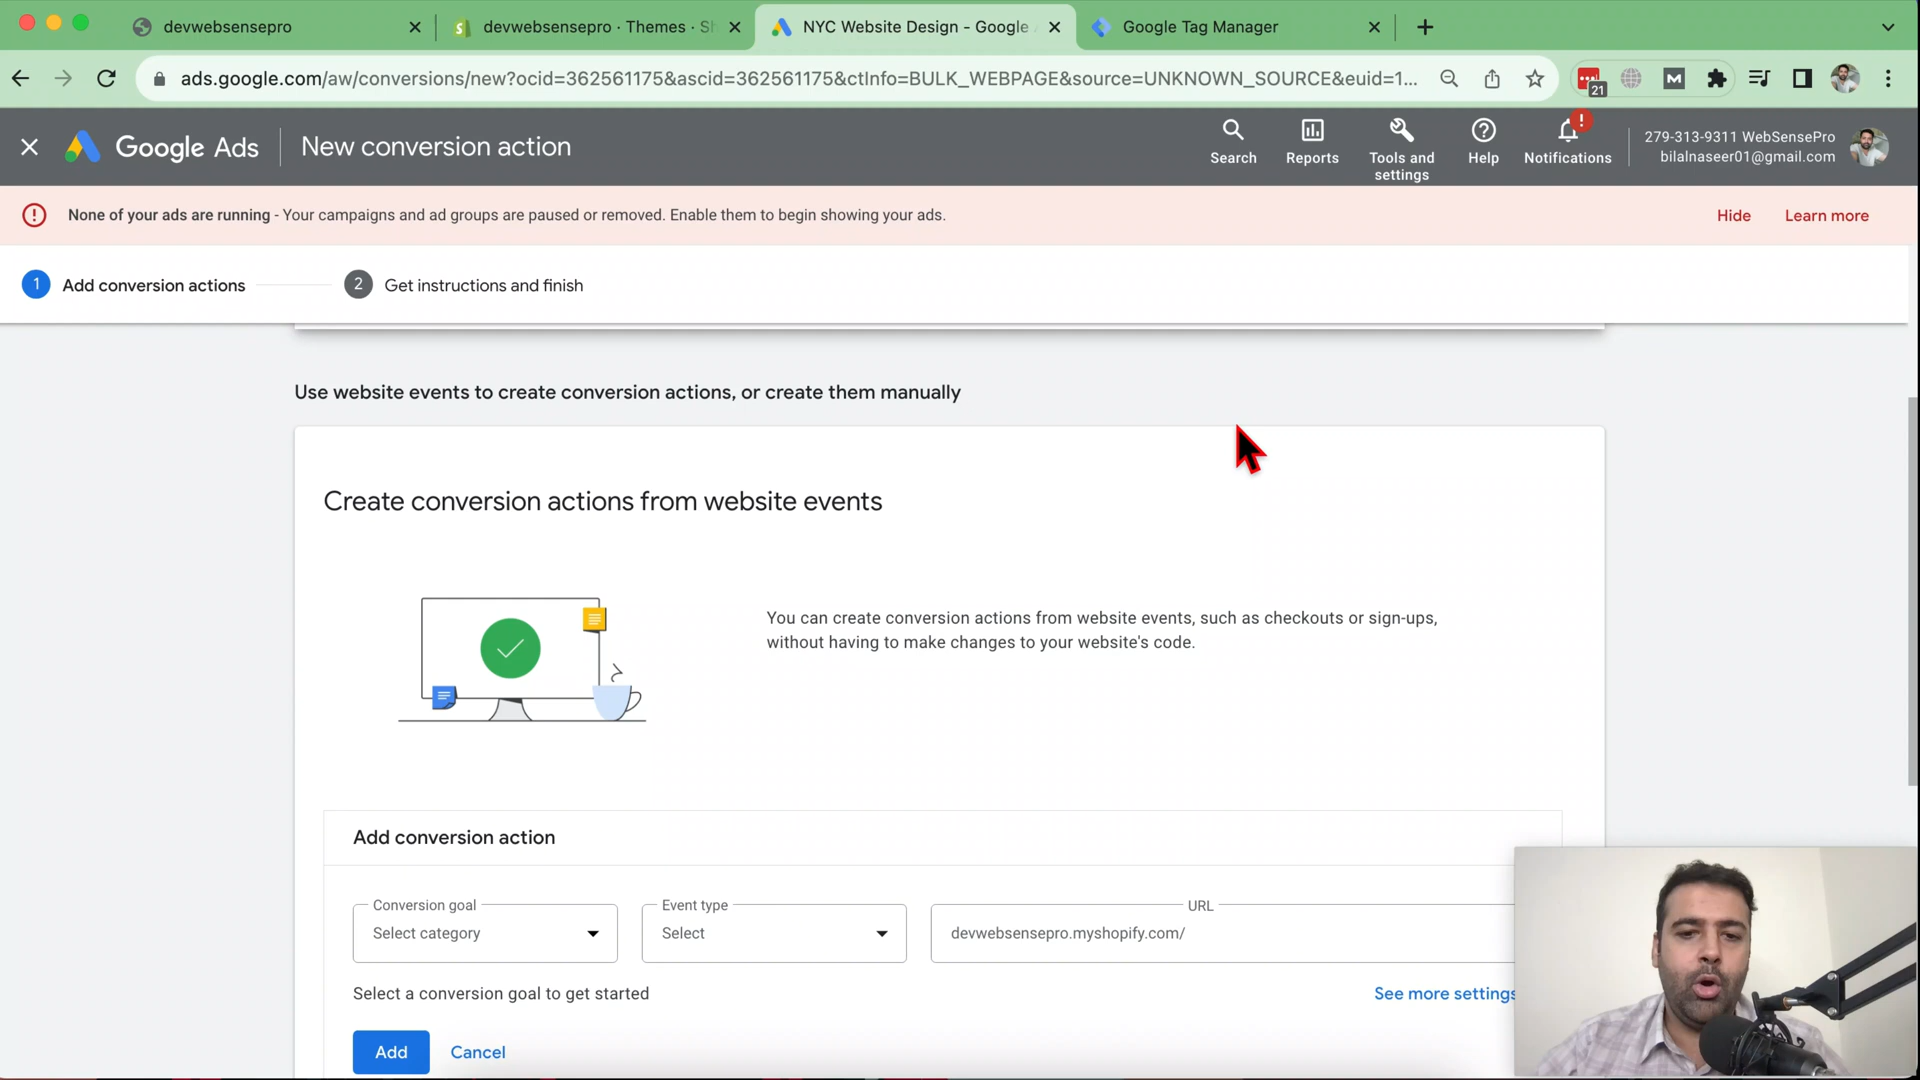 devwebsensepro
devwebsensepro · Themes · Sh
NYC Website Design - Google
Google Tag Manager
ads.google.com/aw/conversions/new?ocid=362561175&ascid=362561175&ctInfo=BULK_WEBPAGE&source=UNKNOWN_SOURCE&euid=1...
21
M
Google Ads
New conversion action
Search
Reports
Tools and
settings
Help
!
Notifications
279-313-9311 WebSensePro
bilalnaseer01@gmail.com
None of your ads are running - Your campaigns and ad groups are paused or removed. Enable them to begin showing your ads.
Hide
Learn more
1
Add conversion actions
2
Get instructions and finish
Use website events to create conversion actions, or create them manually
Create conversion actions from website events
You can create conversion actions from website events, such as checkouts or sign-ups,
without having to make changes to your website's code.
Add conversion action
Conversion goal
Select category
Event type
Select
URL
devwebsensepro.myshopify.com/
Select a conversion goal to get started
See more settings
Add
Cancel